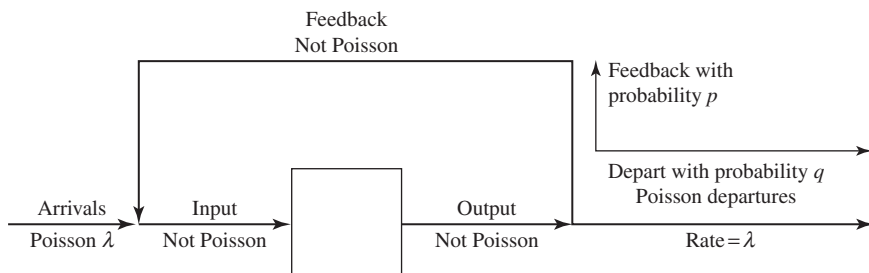 Feedback
Not Poisson
Feedback with
probability p
Depart with probability q
Poisson departures
Arrivals
Poisson λ
Input
Not Poisson
Output
Not Poisson
Rate = λ